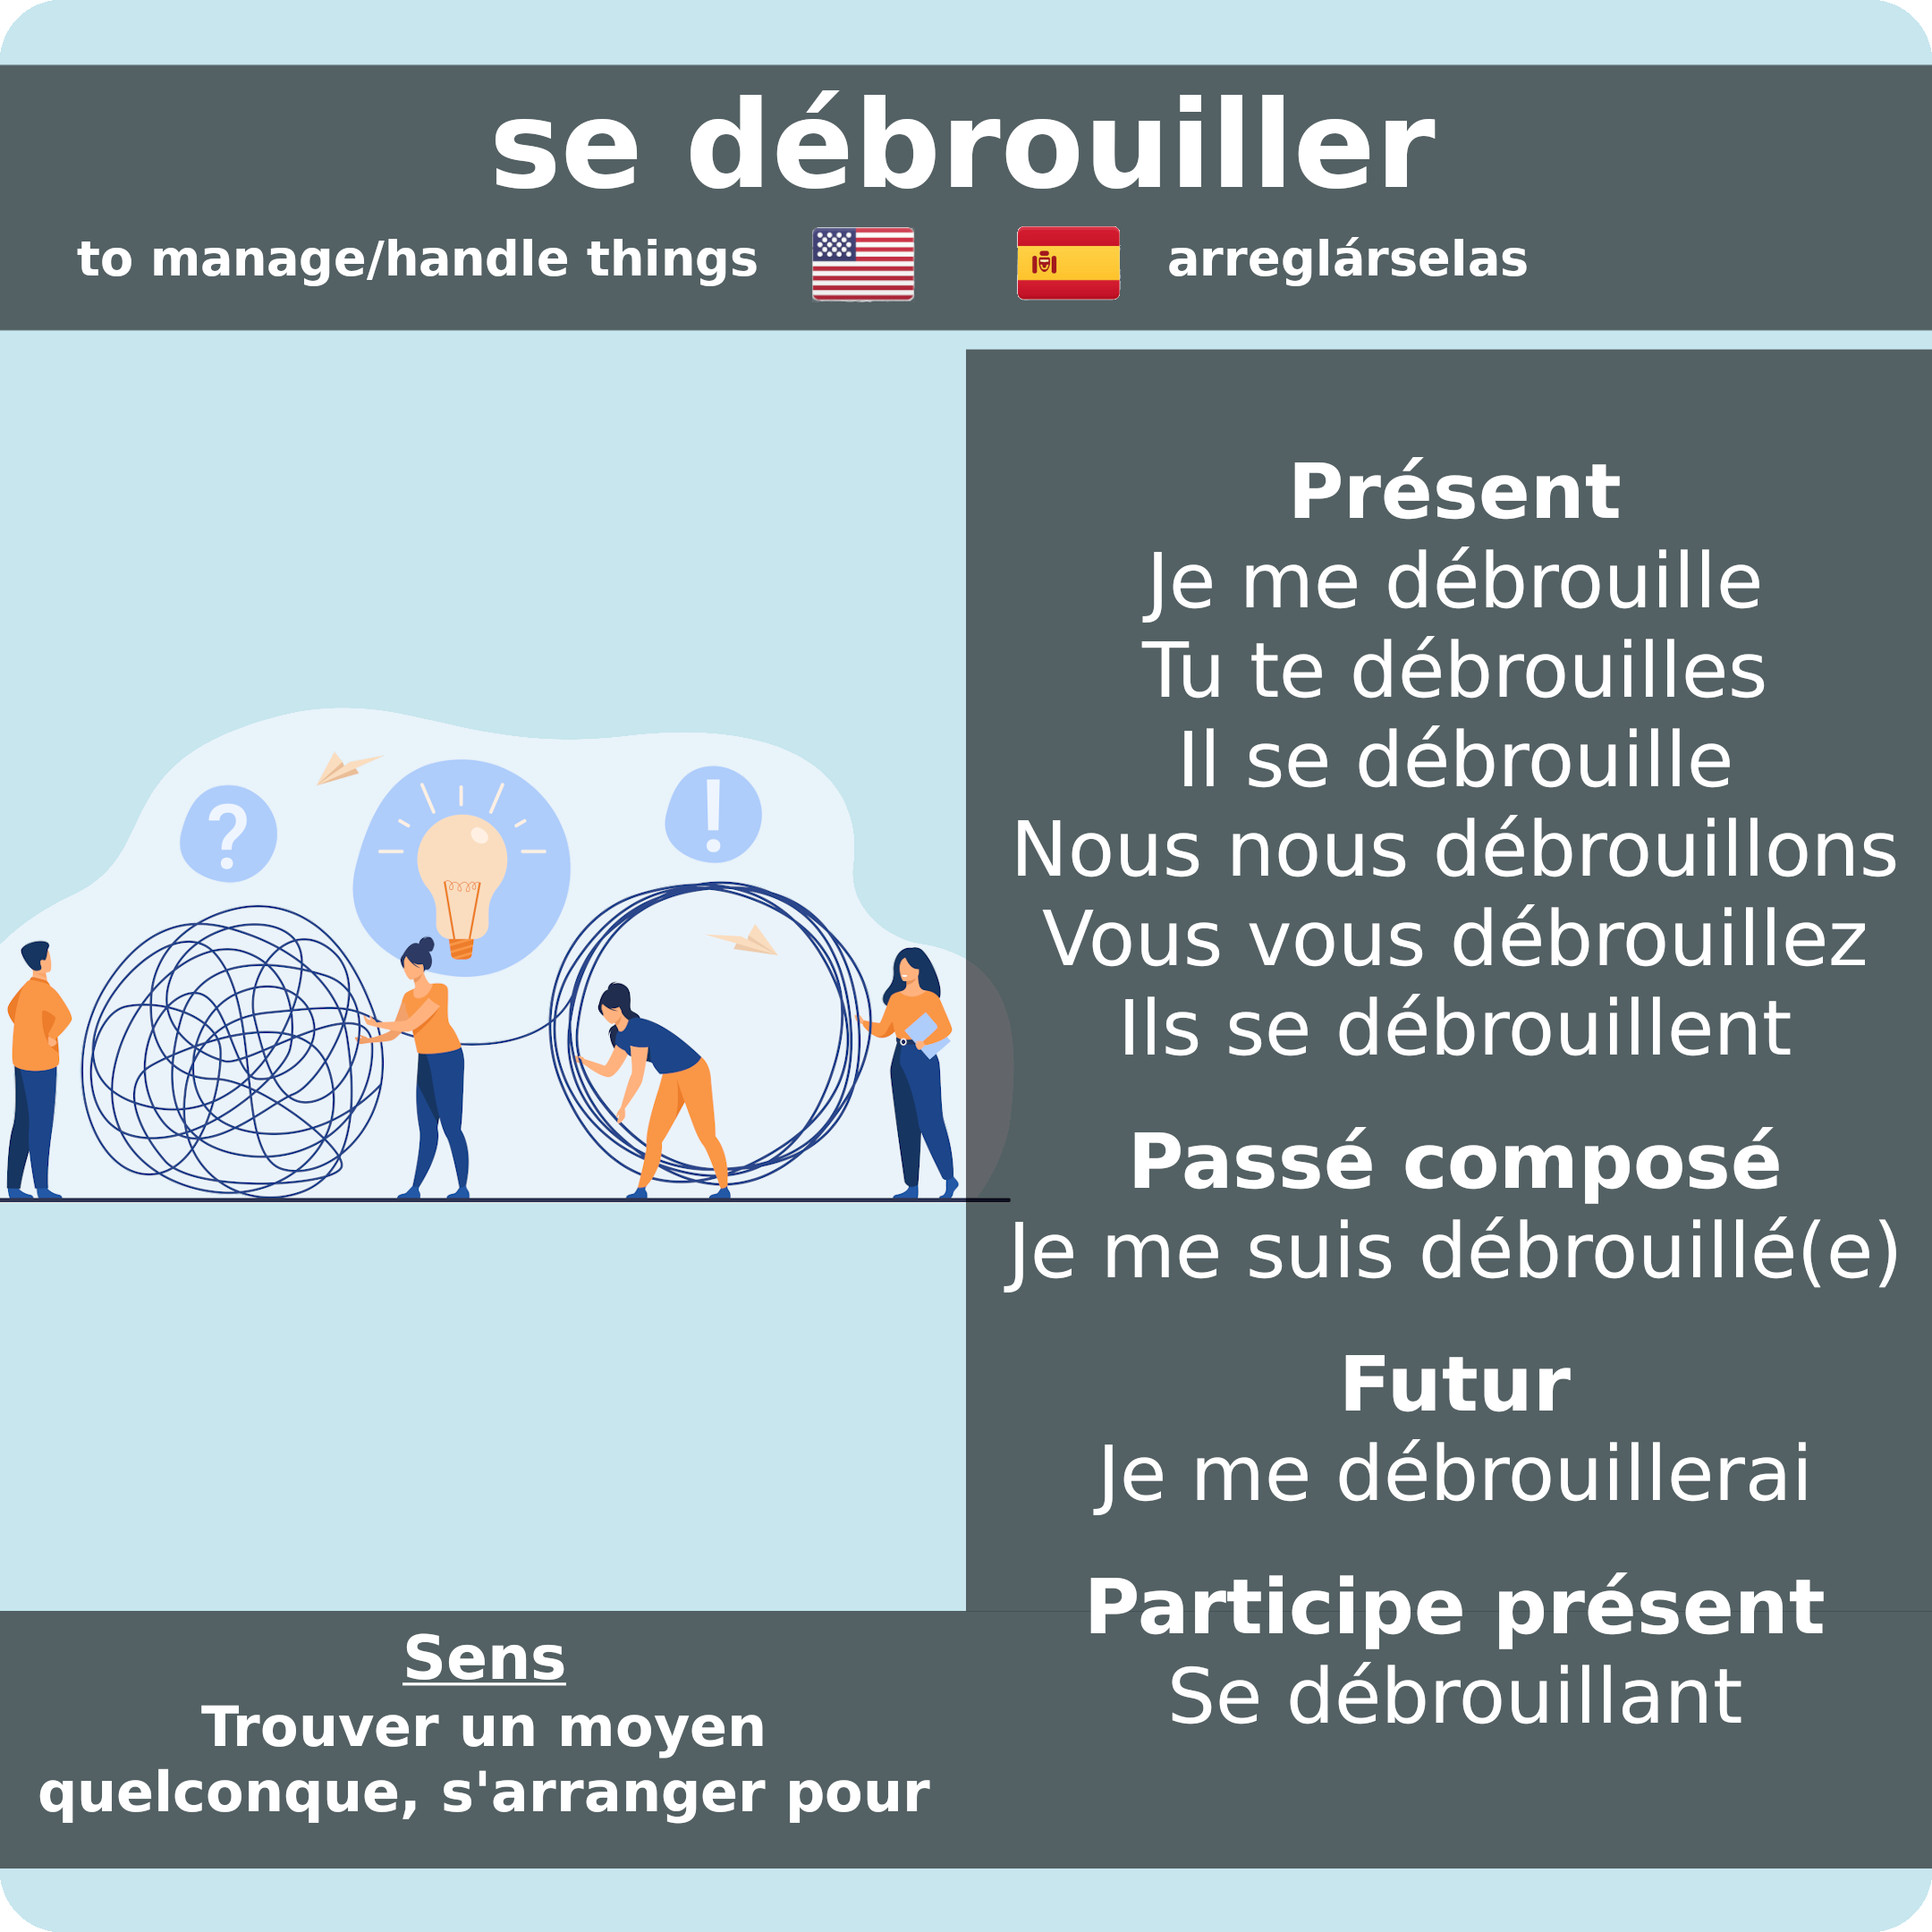 se débrouiller
to manage/handle things
arreglárselas
?
!
Présent
Je me débrouille
Tu te débrouilles
Il se débrouille
Nous nous débrouillons
Vous vous débrouillez
Ils se débrouillent
Passé composé
Je me suis débrouillé(e)
Futur
Je me débrouillerai
Participe présent
Se débrouillant
Sens
Trouver un moyen
quelconque, s'arranger pour